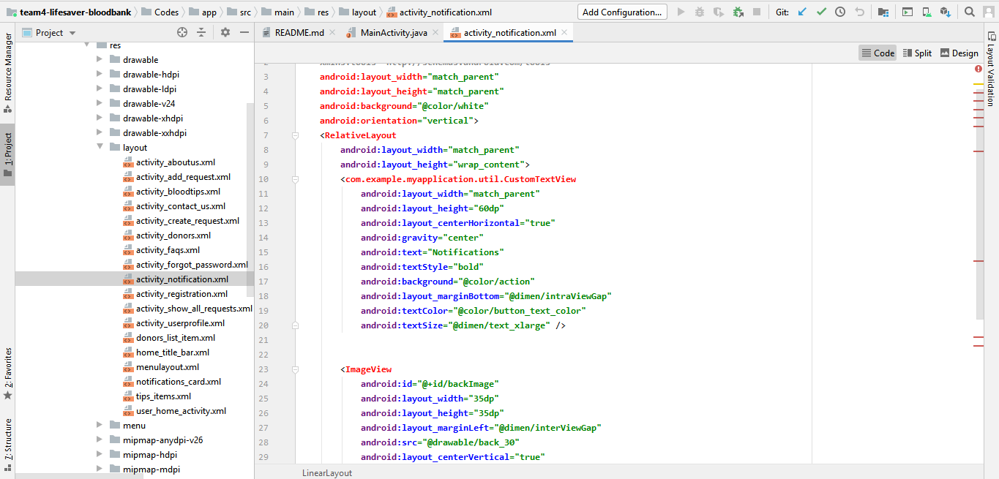 team4-lifesaver-bloodbank Codes app src main res layout activity_notification.xml Add Configuration... Git:
Project
README.md MainActivity.java activity_notification.xml
Code Split Design
Resource Manager
1: Project
2: Favorites
7: Structure
Layout Validation
res
drawable
drawable-hdpi
drawable-ldpi
drawable-v24
drawable-xhdpi
drawable-xxhdpi
layout
activity_aboutus.xml
activity_add_request.xml
activity_bloodtips.xml
activity_contact_us.xml
activity_create_request.xml
activity_donors.xml
activity_faqs.xml
activity_forgot_password.xml
activity_notification.xml
activity_registration.xml
activity_show_all_requests.xml
activity_userprofile.xml
donors_list_item.xml
home_title_bar.xml
menulayout.xml
notifications_card.xml
tips_items.xml
user_home_activity.xml
menu
mipmap-anydpi-v26
mipmap-hdpi
mipmap-mdpi
3 android:layout_width="match_parent"
4 android:layout_height="match_parent"
5 android:background="@color/white"
6 android:orientation="vertical">
7 <RelativeLayout
8 android:layout_width="match_parent"
9 android:layout_height="wrap_content">
10 <com.example.myapplication.util.CustomTextView
11 android:layout_width="match_parent"
12 android:layout_height="60dp"
13 android:layout_centerHorizontal="true"
14 android:gravity="center"
15 android:text="Notifications"
16 android:textStyle="bold"
17 android:background="@color/action"
18 android:layout_marginBottom="@dimen/intraViewGap"
19 android:textColor="@color/button_text_color"
20 android:textSize="@dimen/text_xlarge" />
21
22
23 <ImageView
24 android:id="@+id/backImage"
25 android:layout_width="35dp"
26 android:layout_height="35dp"
27 android:layout_marginLeft="@dimen/interViewGap"
28 android:src="@drawable/back_30"
29 android:layout_centerVertical="true"
LinearLayout